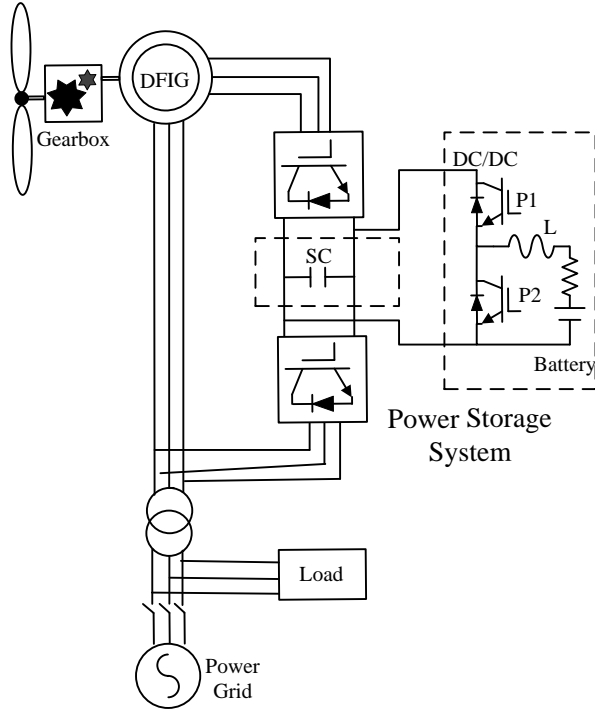 DFIG
Gearbox
DC/DC
P1
L
SC
P2
Battery
Power Storage
System
Load
Power
Grid